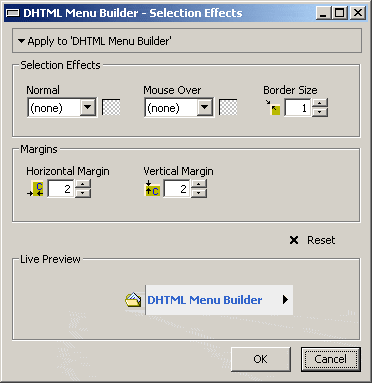 DHTML Menu Builder - Selection Effects
Apply to 'DHTML Menu Builder'
Selection Effects
Normal Mouse Over Border Size
(none) (none) 1
Margins
Horizontal Margin Vertical Margin
2 2
Reset
Live Preview
DHTML Menu Builder
OK Cancel